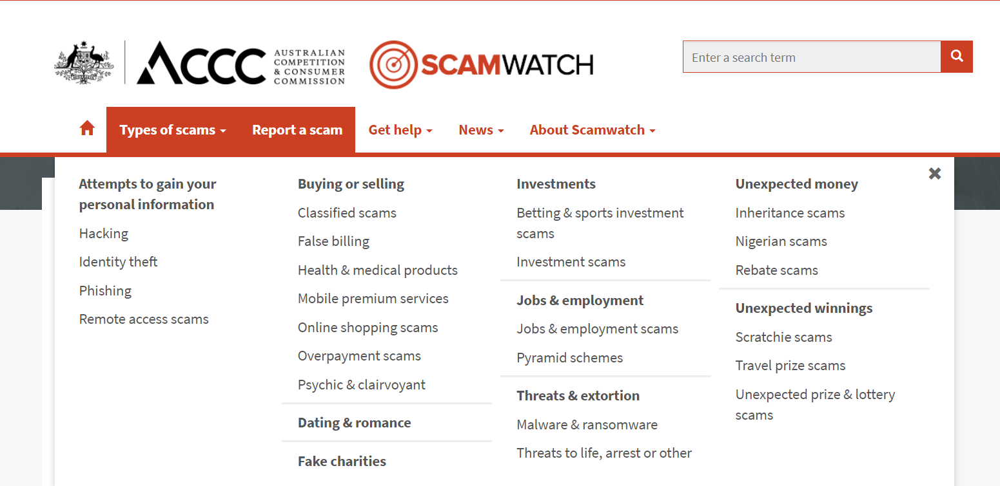 ACCC
AUSTRALIAN
COMPETITION
& CONSUMER
COMMISSION
SCAMWATCH
Enter a search term
Types of scams
Report a scam
Get help
News
About Scamwatch
Attempts to gain your
personal information
Hacking
Identity theft
Phishing
Remote access scams
Buying or selling
Classified scams
False billing
Health & medical products
Mobile premium services
Online shopping scams
Overpayment scams
Psychic & clairvoyant
Dating & romance
Fake charities
Investments
Betting & sports investment
scams
Investment scams
Jobs & employment
Jobs & employment scams
Pyramid schemes
Threats & extortion
Malware & ransomware
Threats to life, arrest or other
Unexpected money
Inheritance scams
Nigerian scams
Rebate scams
Unexpected winnings
Scratchie scams
Travel prize scams
Unexpected prize & lottery
scams